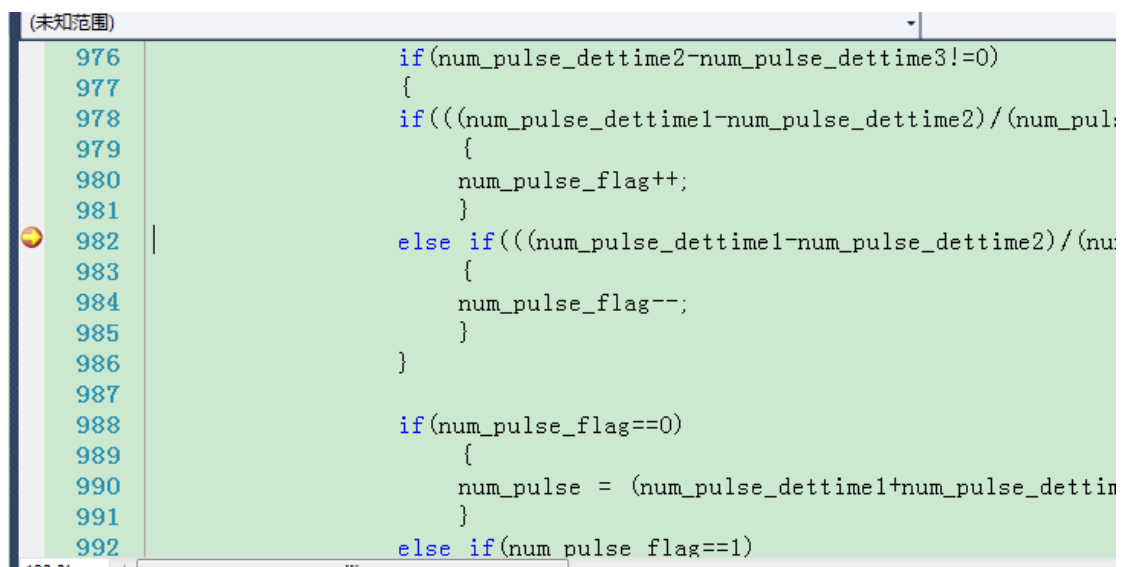 (未知范围)
976 if(num_pulse_dettime2-num_pulse_dettime3!=0)
977 {
978 if(((num_pulse_dettime1-num_pulse_dettime2)/(num_puls
979 {
980 num_pulse_flag++;
981 }
982 else if(((num_pulse_dettime1-num_pulse_dettime2)/(nu
983 {
984 num_pulse_flag--;
985 }
986 }
987
988 if(num_pulse_flag==0)
989 {
990 num_pulse = (num_pulse_dettime1+num_pulse_dettim
991 }
992 else if(num_pulse_flag==1)